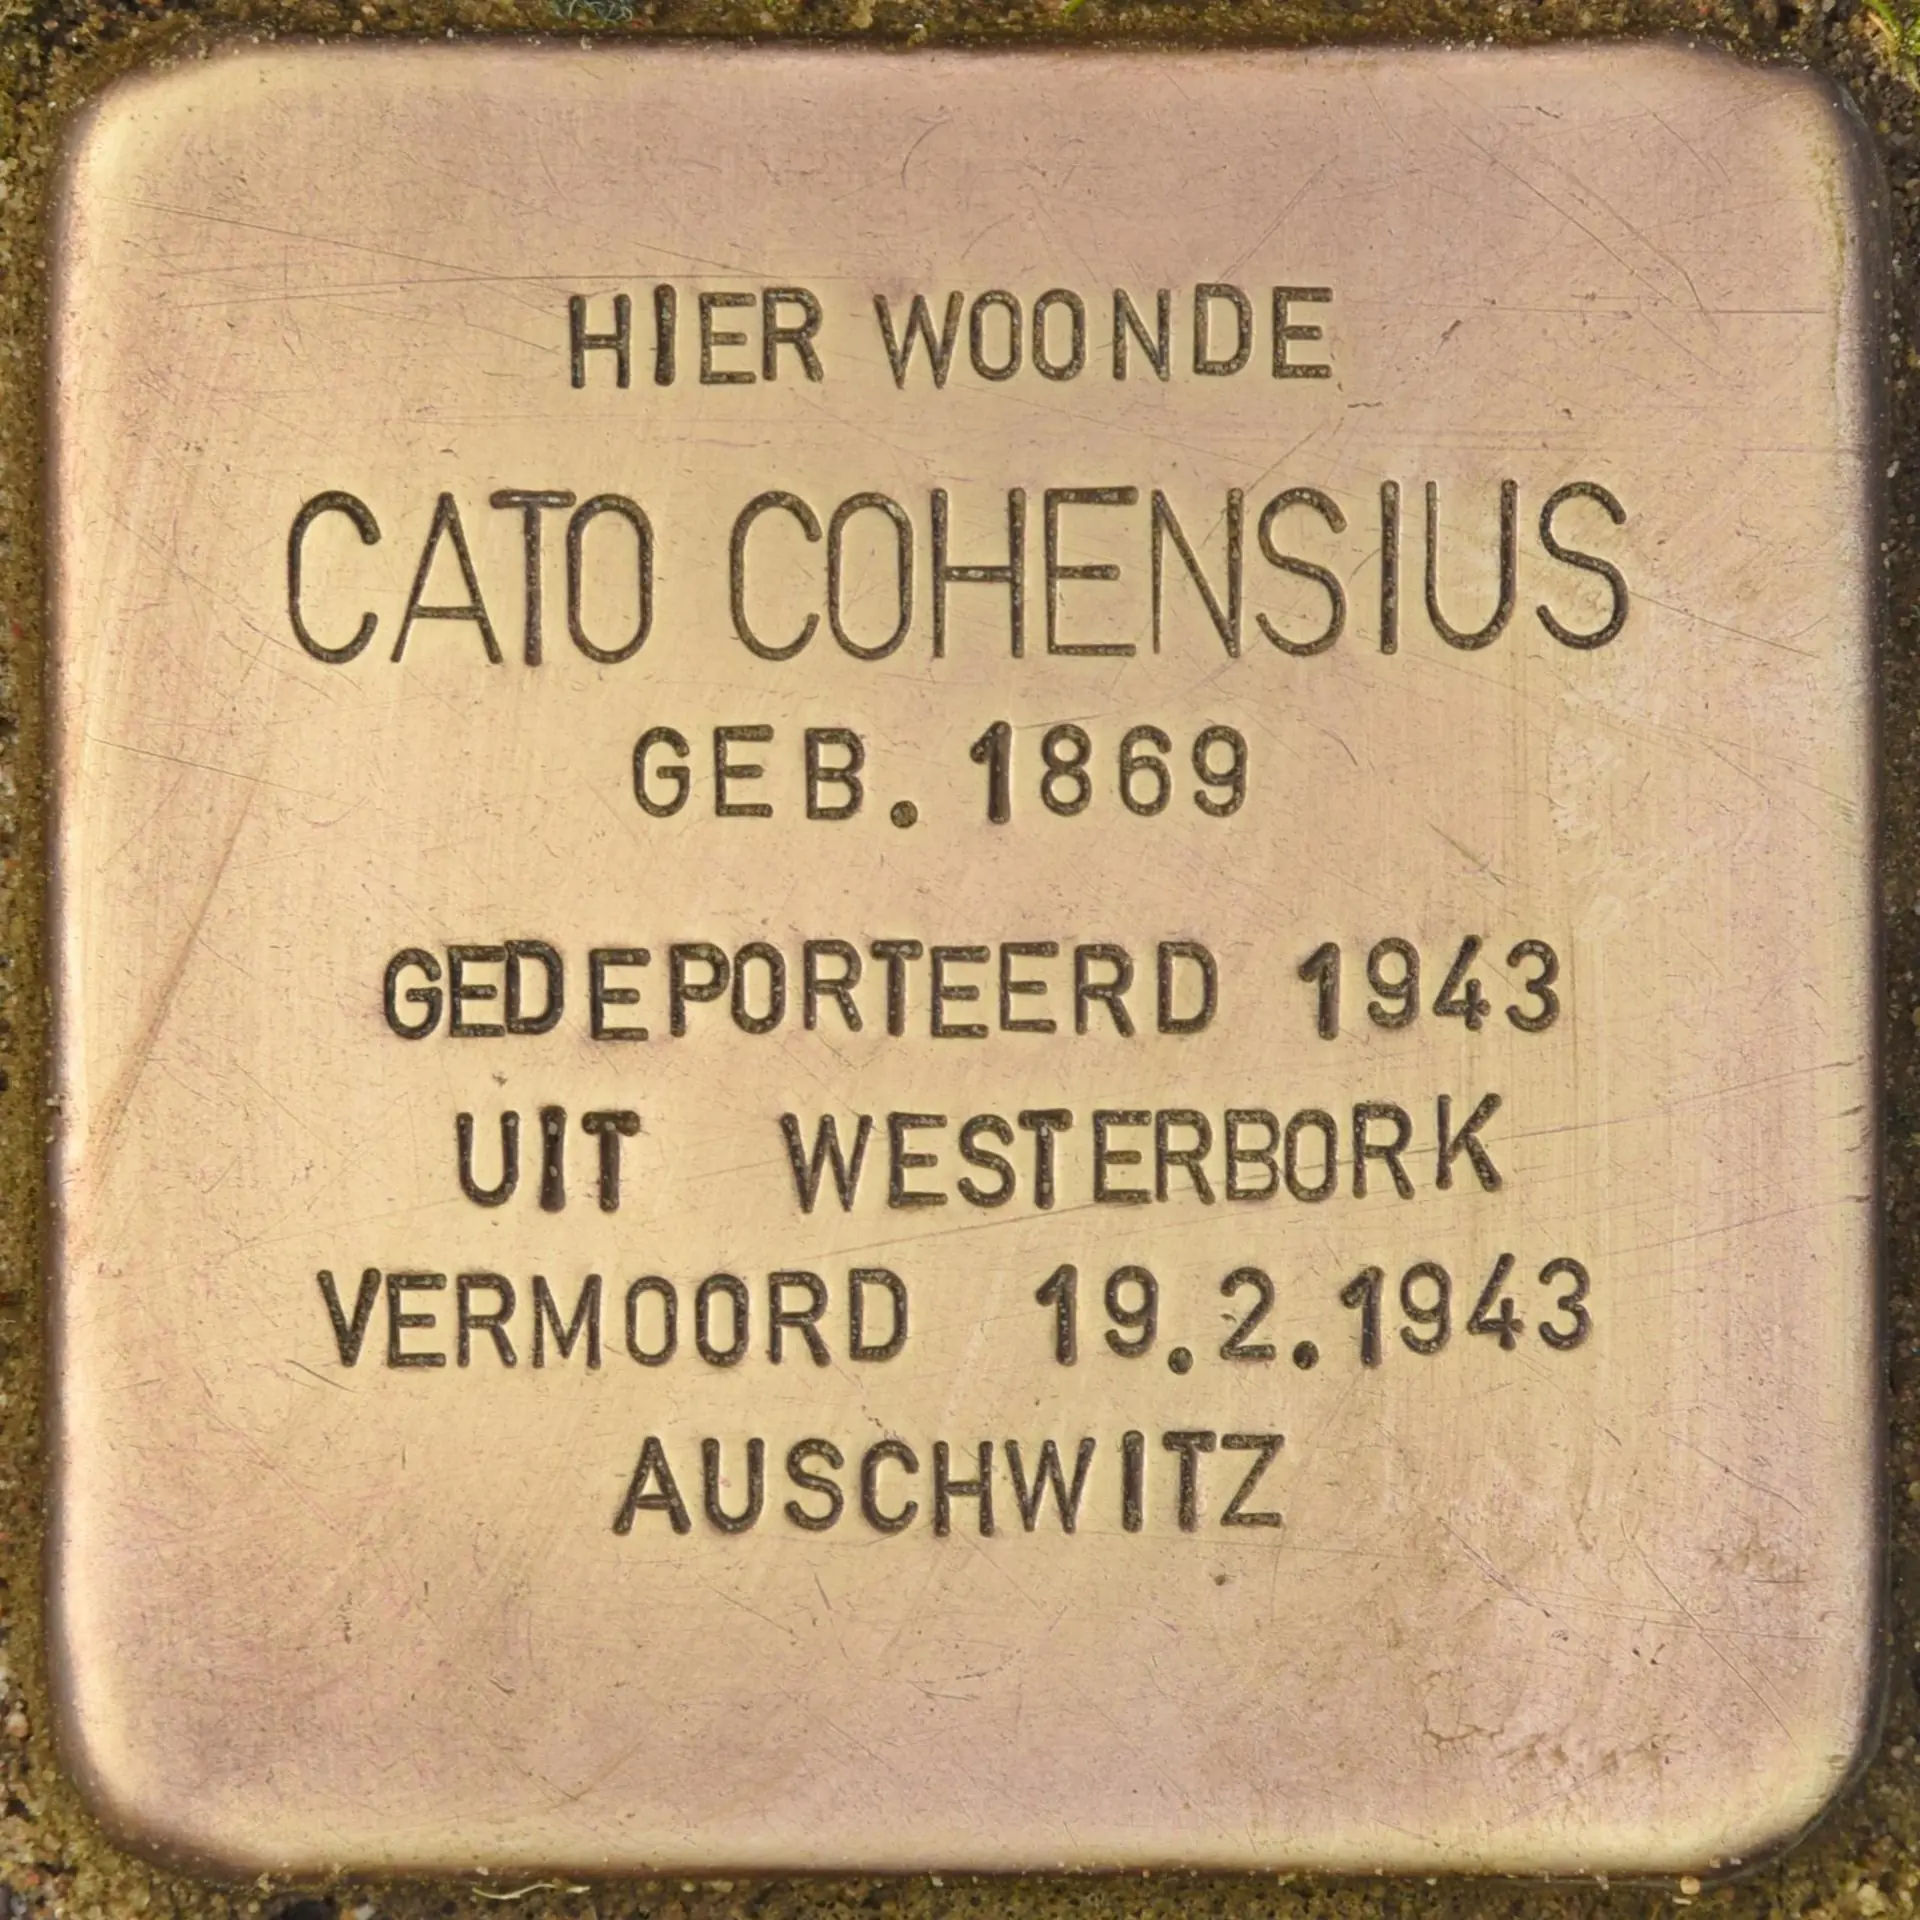 HIER WOONDE
CATO COHENSIUS
GEB. 1869
GEDEPORTEERD 1943
UIT WESTERBORK
VERMOORD 19.2.1943
AUSCHWITZ